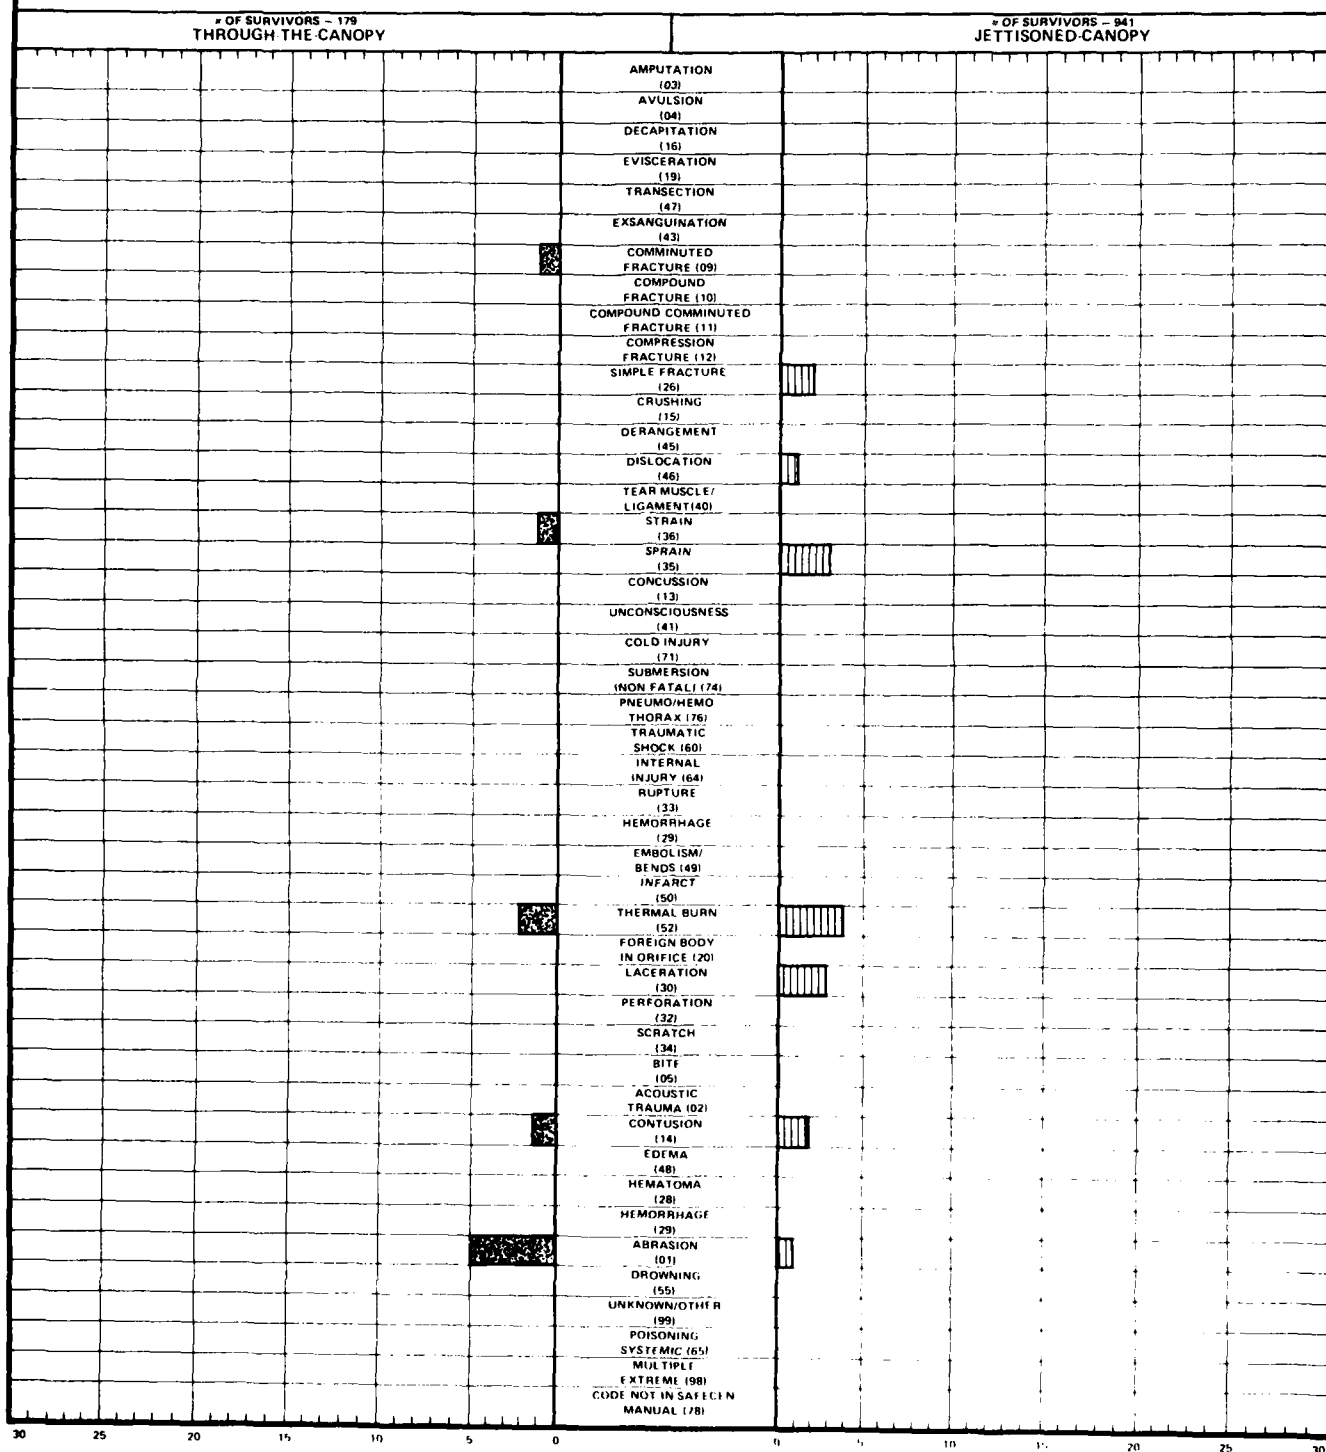 # OF SURVIVORS – 179
THROUGH-THE-CANOPY
# OF SURVIVORS – 941
JETTISONED-CANOPY
AMPUTATION
(03)
AVULSION
(04)
DECAPITATION
(16)
EVISCERATION
(19)
TRANSECTION
(47)
EXSANGUINATION
(43)
COMMINUTED
FRACTURE (09)
COMPOUND
FRACTURE (10)
COMPOUND COMMINUTED
FRACTURE (11)
COMPRESSION
FRACTURE (12)
SIMPLE FRACTURE
(26)
CRUSHING
(15)
DERANGEMENT
(45)
DISLOCATION
(46)
TEAR MUSCLE/
LIGAMENT(40)
STRAIN
(36)
SPRAIN
(35)
CONCUSSION
(13)
UNCONSCIOUSNESS
(41)
COLD INJURY
(71)
SUBMERSION
(NON FATAL) (74)
PNEUMO/HEMO
THORAX (76)
TRAUMATIC
SHOCK (60)
INTERNAL
INJURY (64)
RUPTURE
(33)
HEMORRHAGE
(29)
EMBOLISM/
BENDS (49)
INFARCT
(50)
THERMAL BURN
(52)
FOREIGN BODY
IN ORIFICE (20)
LACERATION
(30)
PERFORATION
(32)
SCRATCH
(34)
BITE
(05)
ACOUSTIC
TRAUMA (02)
CONTUSION
(14)
EDEMA
(48)
HEMATOMA
(28)
HEMORRHAGE
(29)
ABRASION
(01)
DROWNING
(55)
UNKNOWN/OTHER
(99)
POISONING
SYSTEMIC (65)
MULTIPLE
EXTREME (98)
CODE NOT IN SAFECEN
MANUAL (78)
30 25 20 15 10 5 0 0 5 10 15 20 25 30